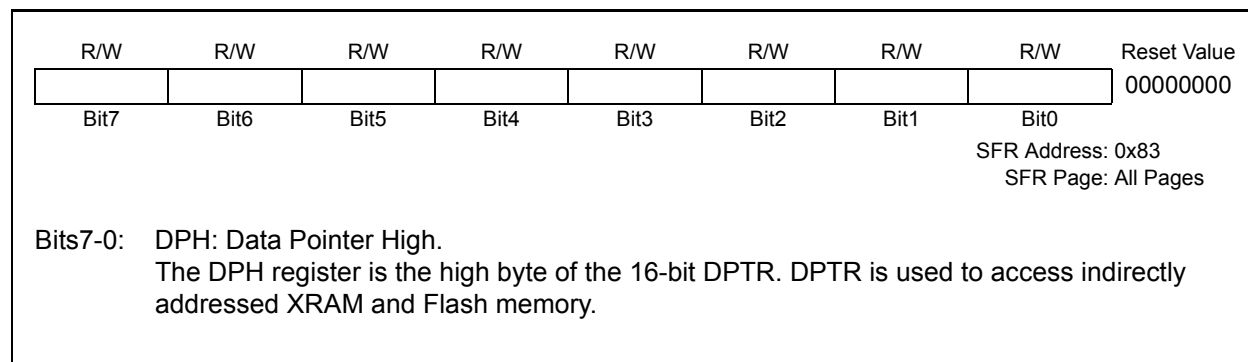 R/W R/W R/W R/W R/W R/W R/W R/W Reset Value
00000000
Bit7 Bit6 Bit5 Bit4 Bit3 Bit2 Bit1 Bit0
SFR Address: 0x83
SFR Page: All Pages
Bits7-0: DPH: Data Pointer High.
The DPH register is the high byte of the 16-bit DPTR. DPTR is used to access indirectly
addressed XRAM and Flash memory.